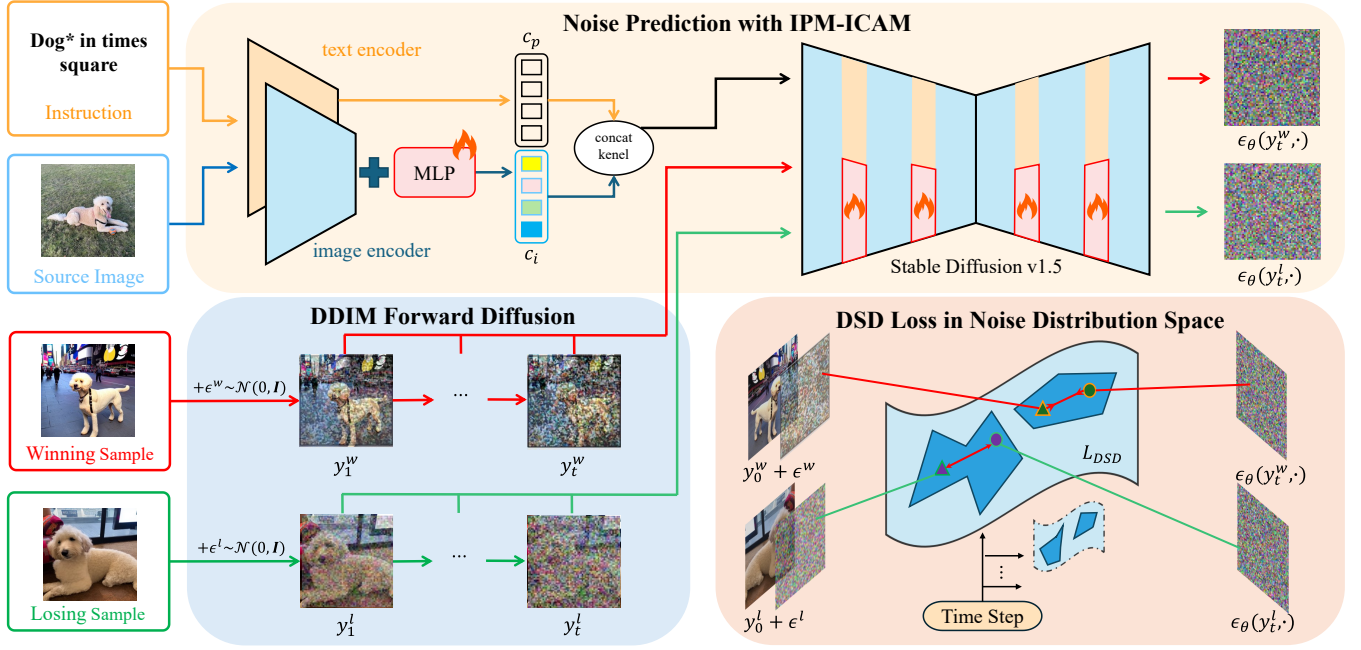 Noise Prediction with IPM-ICAM
Dog* in times
square
Instruction
Source Image
text encoder
image encoder
MLP
c_p
c_i
concat
kenel
Stable Diffusion v1.5
ϵ_θ(y_t^w,·)
ϵ_θ(y_t^l,·)
DDIM Forward Diffusion
Winning Sample
+ϵ^w~𝒩(0, I)
...
y_1^w
y_t^w
Losing Sample
+ϵ^l~𝒩(0, I)
...
y_1^l
y_t^l
DSD Loss in Noise Distribution Space
y_0^w + ϵ^w
L_{DSD}
ϵ_θ(y_t^w,·)
y_0^l + ϵ^l
⋮
Time Step
ϵ_θ(y_t^l,·)